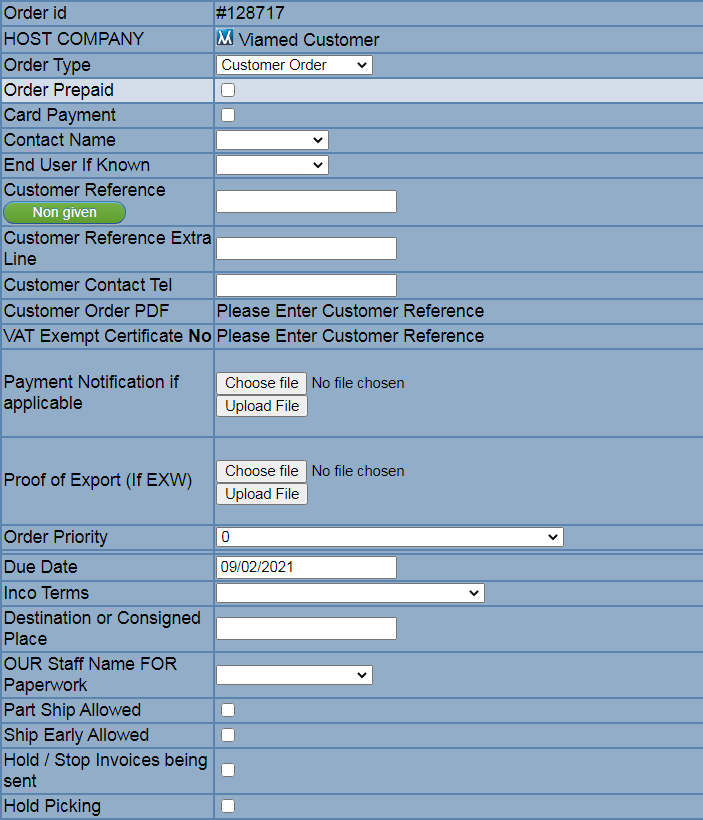 Order id #128717
HOST COMPANY Viamed Customer
Order Type Customer Order
Order Prepaid
Card Payment
Contact Name
End User If Known
Customer Reference
Non given
Customer Reference Extra
Line
Customer Contact Tel
Customer Order PDF Please Enter Customer Reference
VAT Exempt Certificate No Please Enter Customer Reference
Payment Notification if
applicable
Choose file No file chosen
Upload File
Proof of Export (If EXW)
Choose file No file chosen
Upload File
Order Priority 0
Due Date 09/02/2021
Inco Terms
Destination or Consigned
Place
OUR Staff Name FOR
Paperwork
Part Ship Allowed
Ship Early Allowed
Hold / Stop Invoices being
sent
Hold Picking